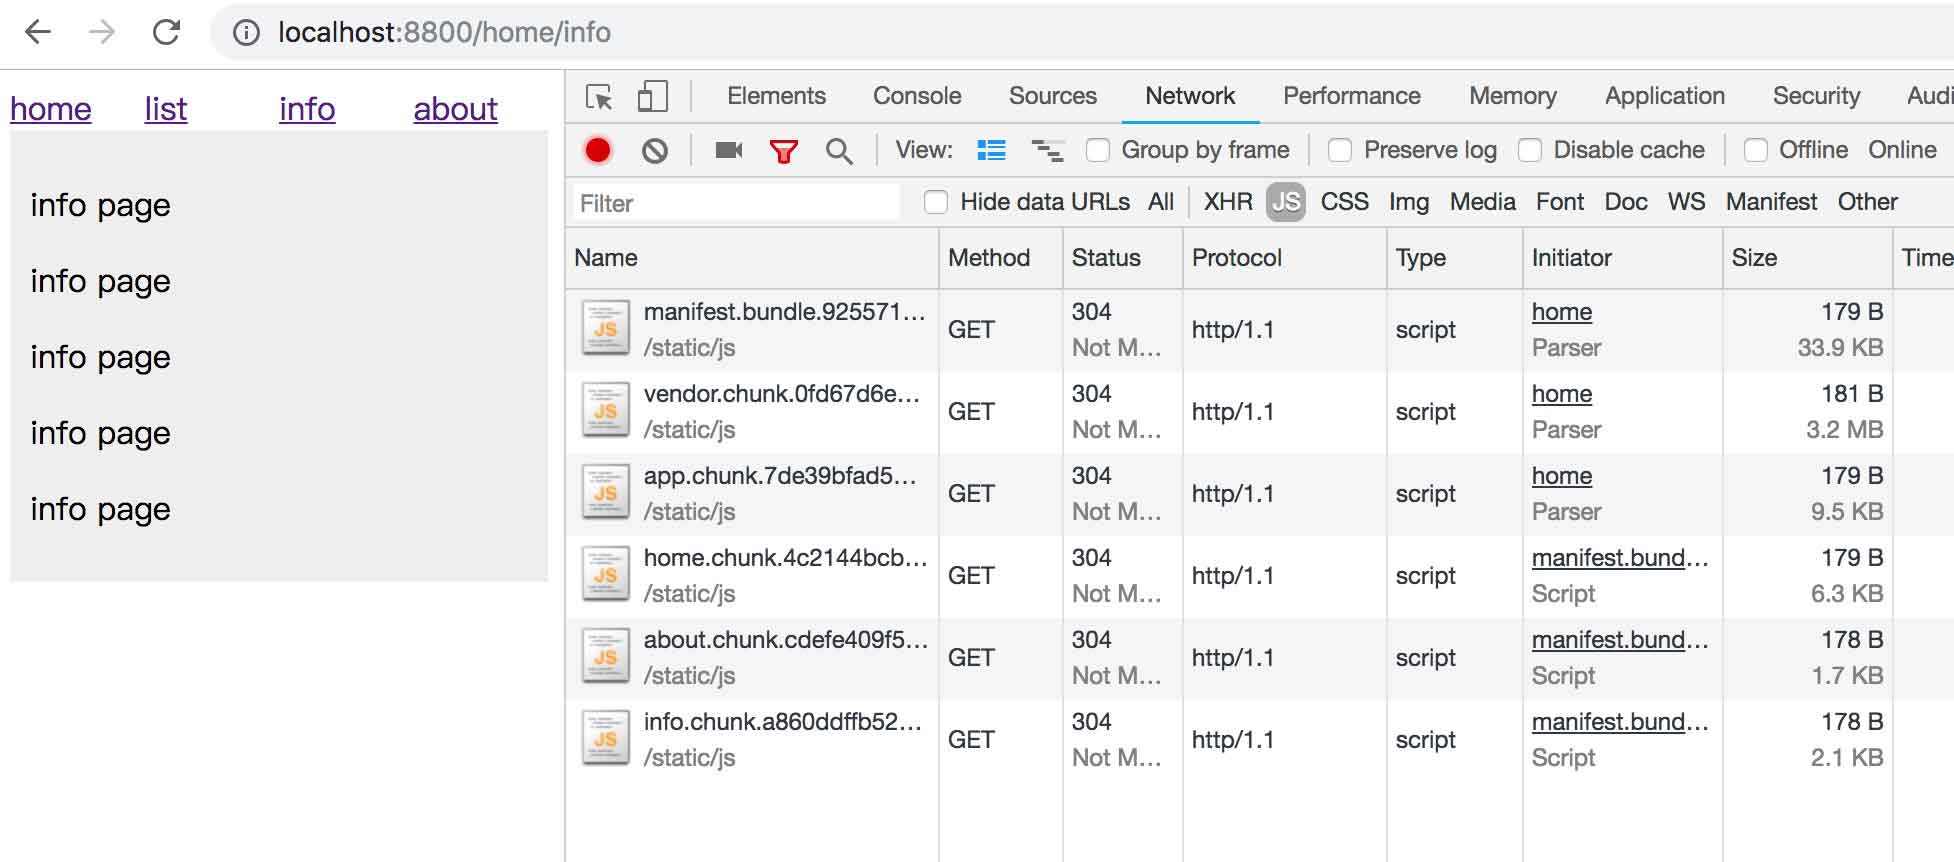 localhost:8800/home/info
home list info about
info page
info page
info page
info page
info page
Elements Console Sources Network Performance Memory Application Security Audi
View: Group by frame Preserve log Disable cache Offline Online
Filter Hide data URLs All XHR JS CSS Img Media Font Doc WS Manifest Other
Name Method Status Protocol Type Initiator Size Time
manifest.bundle.925571... 304 home 179 B
JS GET http/1.1 script
/static/js Not M... Parser 33.9 KB
vendor.chunk.0fd67d6e... 304 home 181 B
JS GET http/1.1 script
/static/js Not M... Parser 3.2 MB
app.chunk.7de39bfad5... 304 home 179 B
JS GET http/1.1 script
/static/js Not M... Parser 9.5 KB
home.chunk.4c2144bcb... 304 manifest.bund... 179 B
JS GET http/1.1 script
/static/js Not M... Script 6.3 KB
about.chunk.cdefe409f5... 304 manifest.bund... 178 B
JS GET http/1.1 script
/static/js Not M... Script 1.7 KB
info.chunk.a860ddffb52... 304 manifest.bund... 178 B
JS GET http/1.1 script
/static/js Not M... Script 2.1 KB